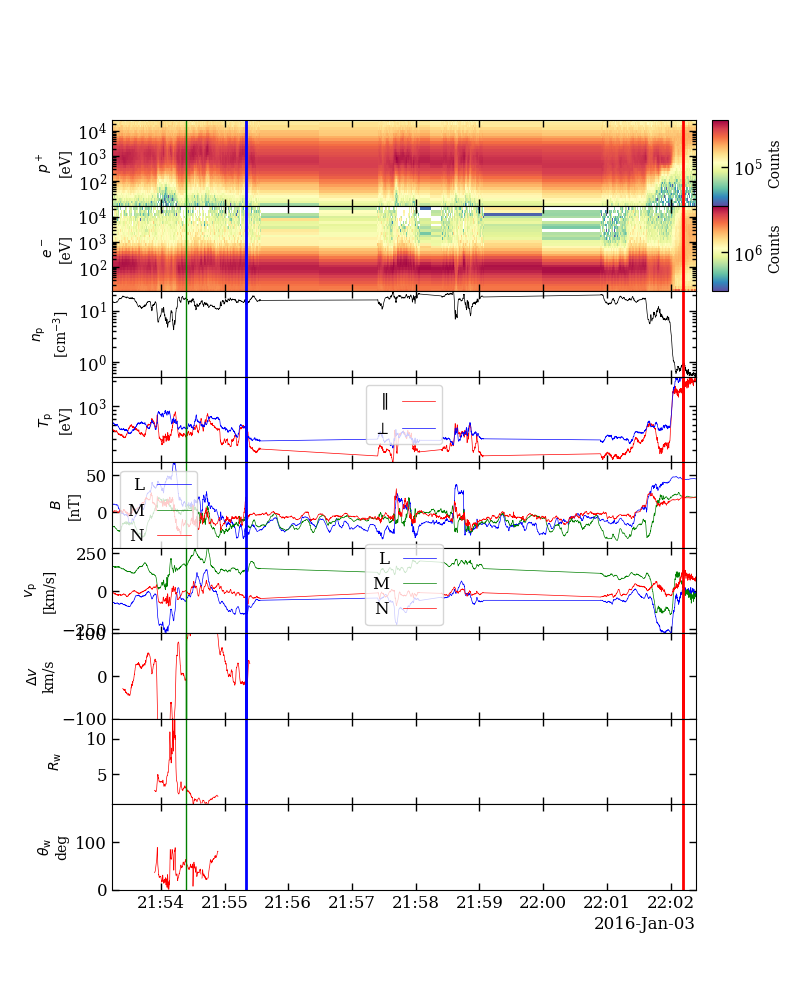 10⁴
10³
10²
p⁺
[eV]
10⁵
Counts
10⁴
10³
10²
e⁻
[eV]
10⁶
Counts
10¹
10⁰
nₚ
[cm⁻³]
10³
Tₚ
[eV]
∥
⊥
50
0
B
[nT]
L
M
N
250
0
−250
vₚ
[km/s]
L
M
N
100
0
−100
Δv
km/s
10
5
R_w
100
0
θ_w
deg
21:54 21:55 21:56 21:57 21:58 21:59 22:00 22:01 22:02
2016-Jan-03